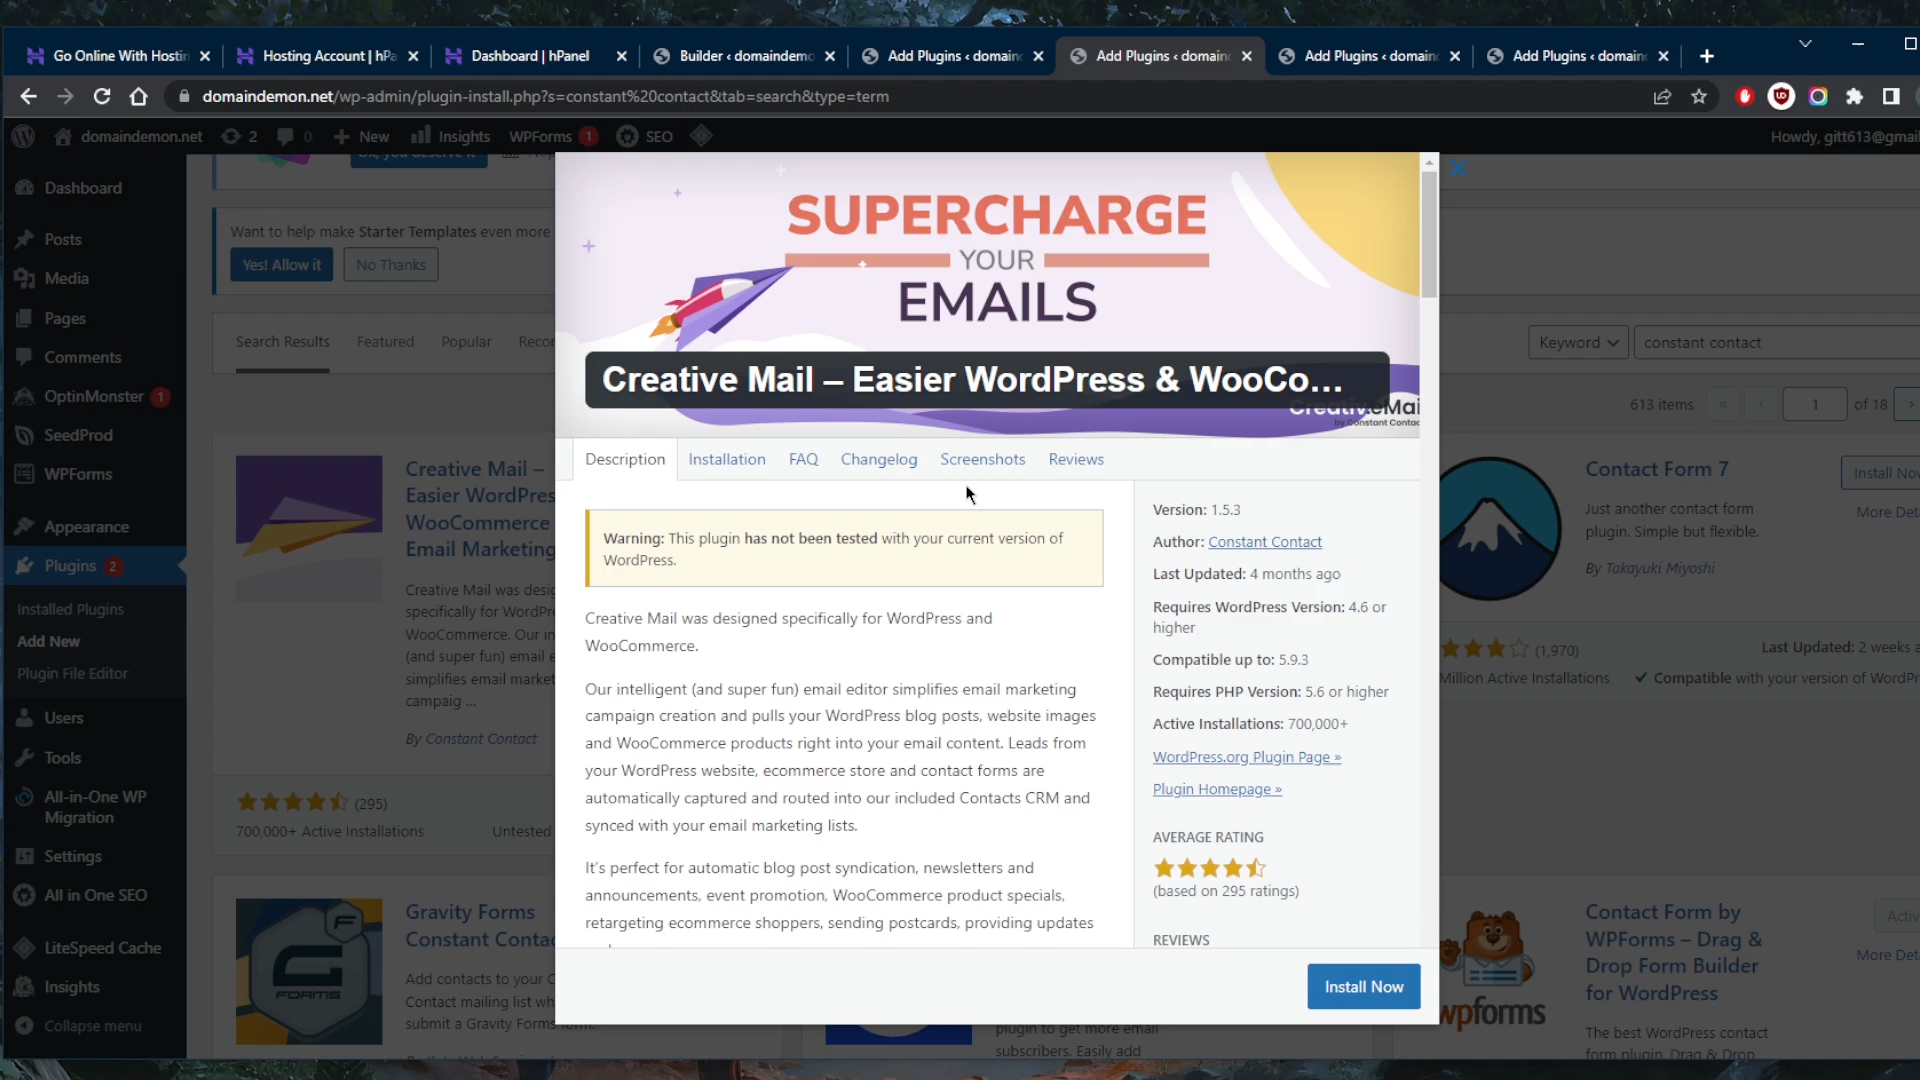 Go Online With Hostin
Hosting Account | hPa
Dashboard | hPanel
Builder ‹ domaindemo
Add Plugins ‹ domain
Add Plugins ‹ domain
Add Plugins ‹ domain
Add Plugins ‹ domain
domaindemon.net/wp-admin/plugin-install.php?s=constant%20contact&tab=search&type=term
domaindemon.net
2
0
New
Insights
WPForms 1
SEO
Howdy, gitt613@gmail
Dashboard
Posts
Media
Pages
Comments
OptinMonster 1
SeedProd
WPForms
Appearance
Plugins 2
Installed Plugins
Add New
Plugin File Editor
Users
Tools
All-in-One WP
Migration
Settings
All in One SEO
LiteSpeed Cache
Insights
Collapse menu
Want to help make Starter Templates even more
Yes! Allow it
No Thanks
Search Results
Featured
Popular
Recon
Keyword
constant contact
613 items
«
‹
1
of 18
›
Creative Mail –
Easier WordPres
WooCommerce
Email Marketing
Creative Mail was desig
specifically for WordPre
WooCommerce. Our in
(and super fun) email e
simplifies email market
campaig ...
By Constant Contact
(295)
700,000+ Active Installations
Untested
Gravity Forms
Constant Conta
Add contacts to your C
Contact mailing list wh
submit a Gravity Forms form.
FORMS
SUPERCHARGE
YOUR
EMAILS
Creative Mail – Easier WordPress & WooCo...
CreativeMai
by Constant Contac
Description
Installation
FAQ
Changelog
Screenshots
Reviews
Warning: This plugin has not been tested with your current version of
WordPress.
Creative Mail was designed specifically for WordPress and
WooCommerce.
Our intelligent (and super fun) email editor simplifies email marketing
campaign creation and pulls your WordPress blog posts, website images
and WooCommerce products right into your email content. Leads from
your WordPress website, ecommerce store and contact forms are
automatically captured and routed into our included Contacts CRM and
synced with your email marketing lists.
It's perfect for automatic blog post syndication, newsletters and
announcements, event promotion, WooCommerce product specials,
retargeting ecommerce shoppers, sending postcards, providing updates
Version: 1.5.3
Author: Constant Contact
Last Updated: 4 months ago
Requires WordPress Version: 4.6 or
higher
Compatible up to: 5.9.3
Requires PHP Version: 5.6 or higher
Active Installations: 700,000+
WordPress.org Plugin Page »
Plugin Homepage »
AVERAGE RATING
(based on 295 ratings)
REVIEWS
Install Now
plugin to get more email
subscribers. Easily add
Contact Form 7
Install Now
Just another contact form
plugin. Simple but flexible.
More Deta
By Takayuki Miyoshi
(1,970)
Last Updated: 2 weeks a
Million Active Installations
Compatible with your version of WordPr
Contact Form by
WPForms – Drag &
Drop Form Builder
for WordPress
Activ
More Deta
wpforms
The best WordPress contact
form plugin. Drag & Drop